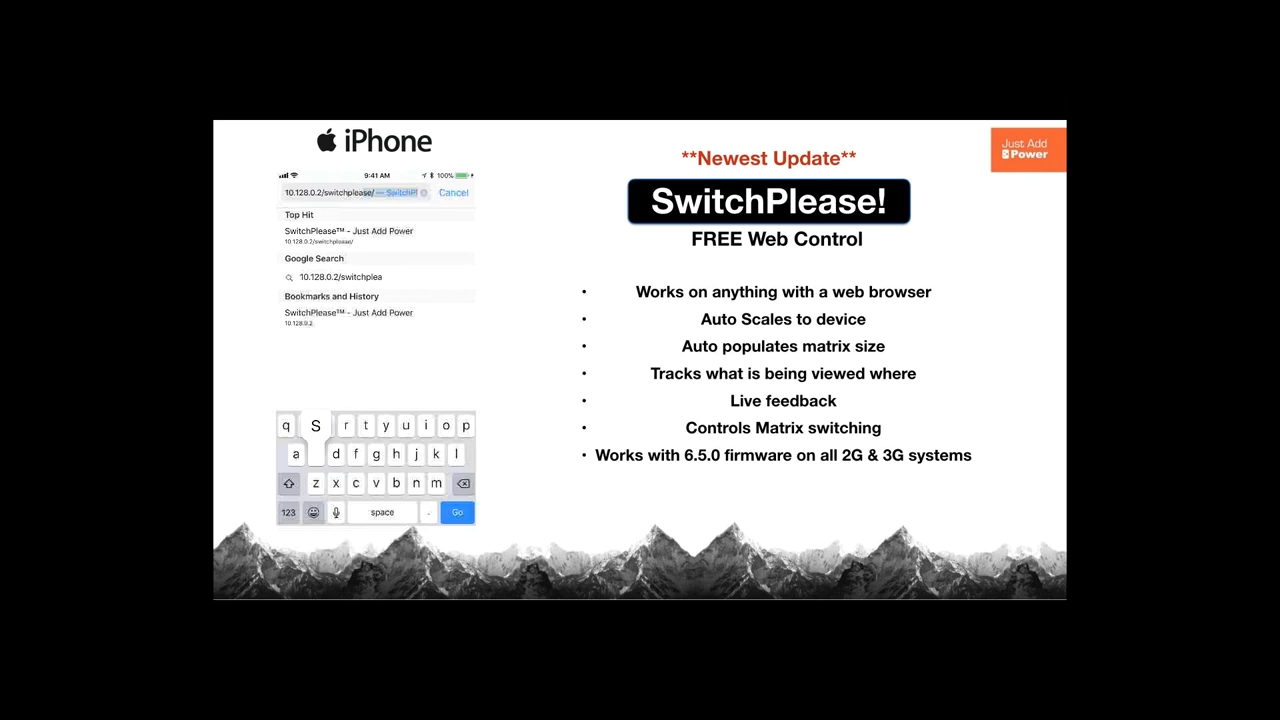 iPhone
9:41 AM
100%
10.128.0.2/switchplease/ — SwitchPl
Cancel
Top Hit
SwitchPlease™ - Just Add Power
10.128.0.2/switchplease/
Google Search
10.128.0.2/switchplea
Bookmarks and History
SwitchPlease™ - Just Add Power
10.128.0.2
q S r t y u i o p
a d f g h j k l
z x c v b n m
123 space . Go
**Newest Update**
SwitchPlease!
FREE Web Control
• Works on anything with a web browser
• Auto Scales to device
• Auto populates matrix size
• Tracks what is being viewed where
• Live feedback
• Controls Matrix switching
• Works with 6.5.0 firmware on all 2G & 3G systems
Just Add
Power